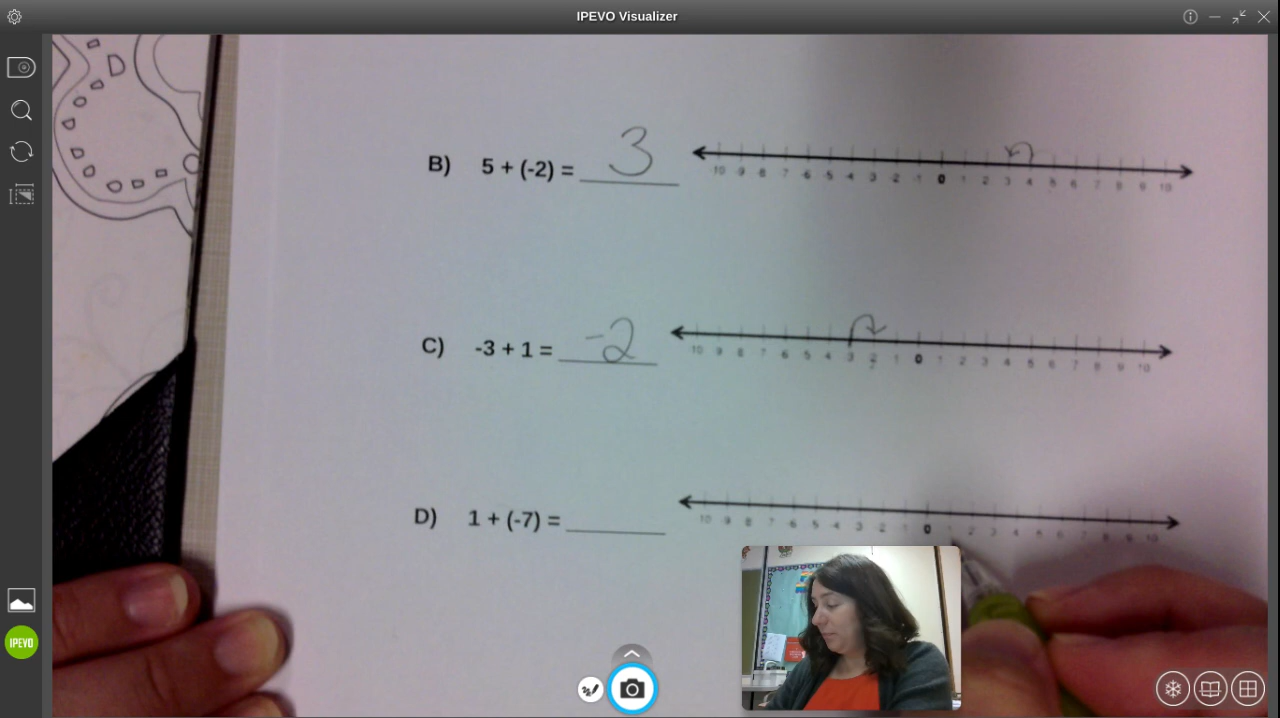 IPEVO Visualizer
B) 5 + (-2) = 3
-10 -9 -8 -7 -6 -5 -4 -3 -2 -1 0 1 2 3 4 5 6 7 8 9 10
C) -3 + 1 = -2
-10 -9 -8 -7 -6 -5 -4 -3 -2 -1 0 1 2 3 4 5 6 7 8 9 10
D) 1 + (-7) =
-10 -9 -8 -7 -6 -5 -4 -3 -2 -1 0 1 2 3 4 5 6 7 8 9 10
IPEVO